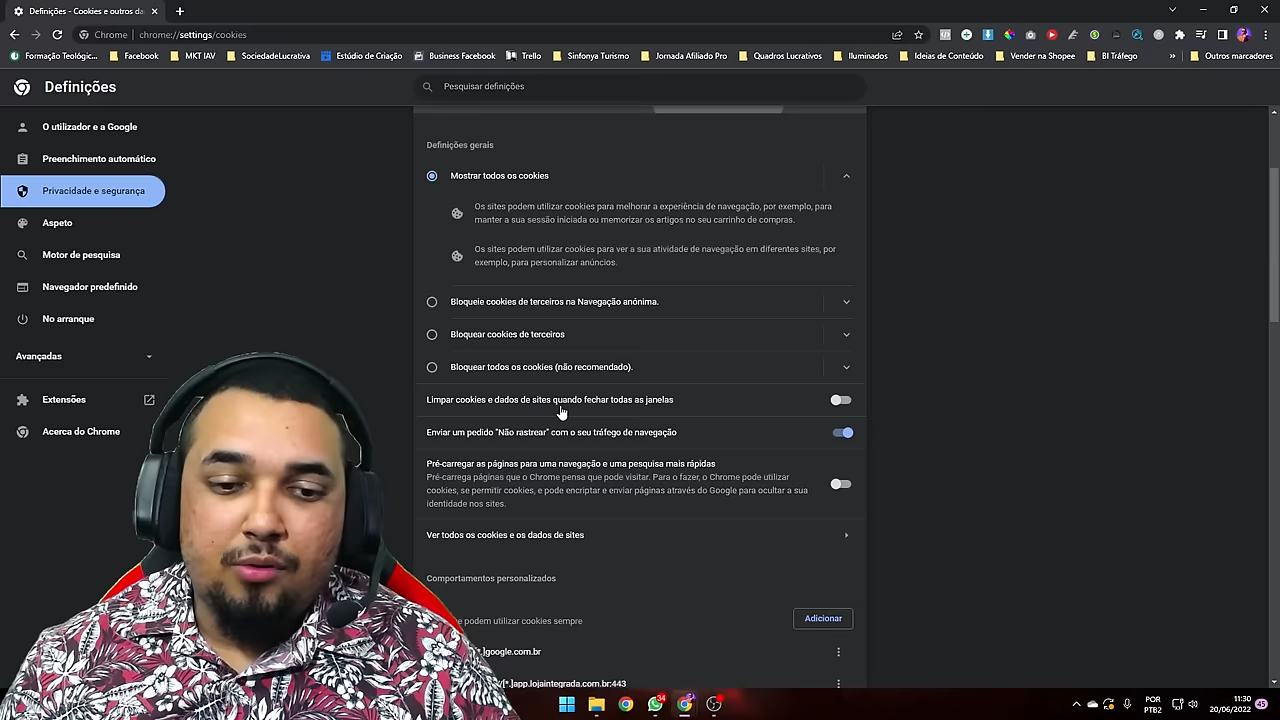 Definições - Cookies e outros da
Chrome | chrome://settings/cookies
Formação Teológic... Facebook MKT IAV SociedadeLucrativa Estúdio de Criação Business Facebook Trello Sinfonya Turismo Jornada Afiliado Pro Quadros Lucrativos Iluminados Ideias de Conteúdo Vender na Shopee BI Tráfego » Outros marcadores
Definições
Pesquisar definições
O utilizador e a Google
Preenchimento automático
Privacidade e segurança
Aspeto
Motor de pesquisa
Navegador predefinido
No arranque
Avançadas
Extensões
Acerca do Chrome
Definições gerais
Mostrar todos os cookies
Os sites podem utilizar cookies para melhorar a experiência de navegação, por exemplo, para
manter a sua sessão iniciada ou memorizar os artigos no seu carrinho de compras.
Os sites podem utilizar cookies para ver a sua atividade de navegação em diferentes sites, por
exemplo, para personalizar anúncios.
Bloqueie cookies de terceiros na Navegação anónima.
Bloquear cookies de terceiros
Bloquear todos os cookies (não recomendado).
Limpar cookies e dados de sites quando fechar todas as janelas
Enviar um pedido "Não rastrear" com o seu tráfego de navegação
Pré-carregar as páginas para uma navegação e uma pesquisa mais rápidas
Pré-carrega páginas que o Chrome pensa que pode visitar. Para o fazer, o Chrome pode utilizar
cookies, se permitir cookies, e pode encriptar e enviar páginas através do Google para ocultar a sua
identidade nos sites.
Ver todos os cookies e os dados de sites
Comportamentos personalizados
e podem utilizar cookies sempre
Adicionar
.]google.com.br
/[*.]app.lojaintegrada.com.br:443
34
POR
PTB2
11:30
20/06/2022